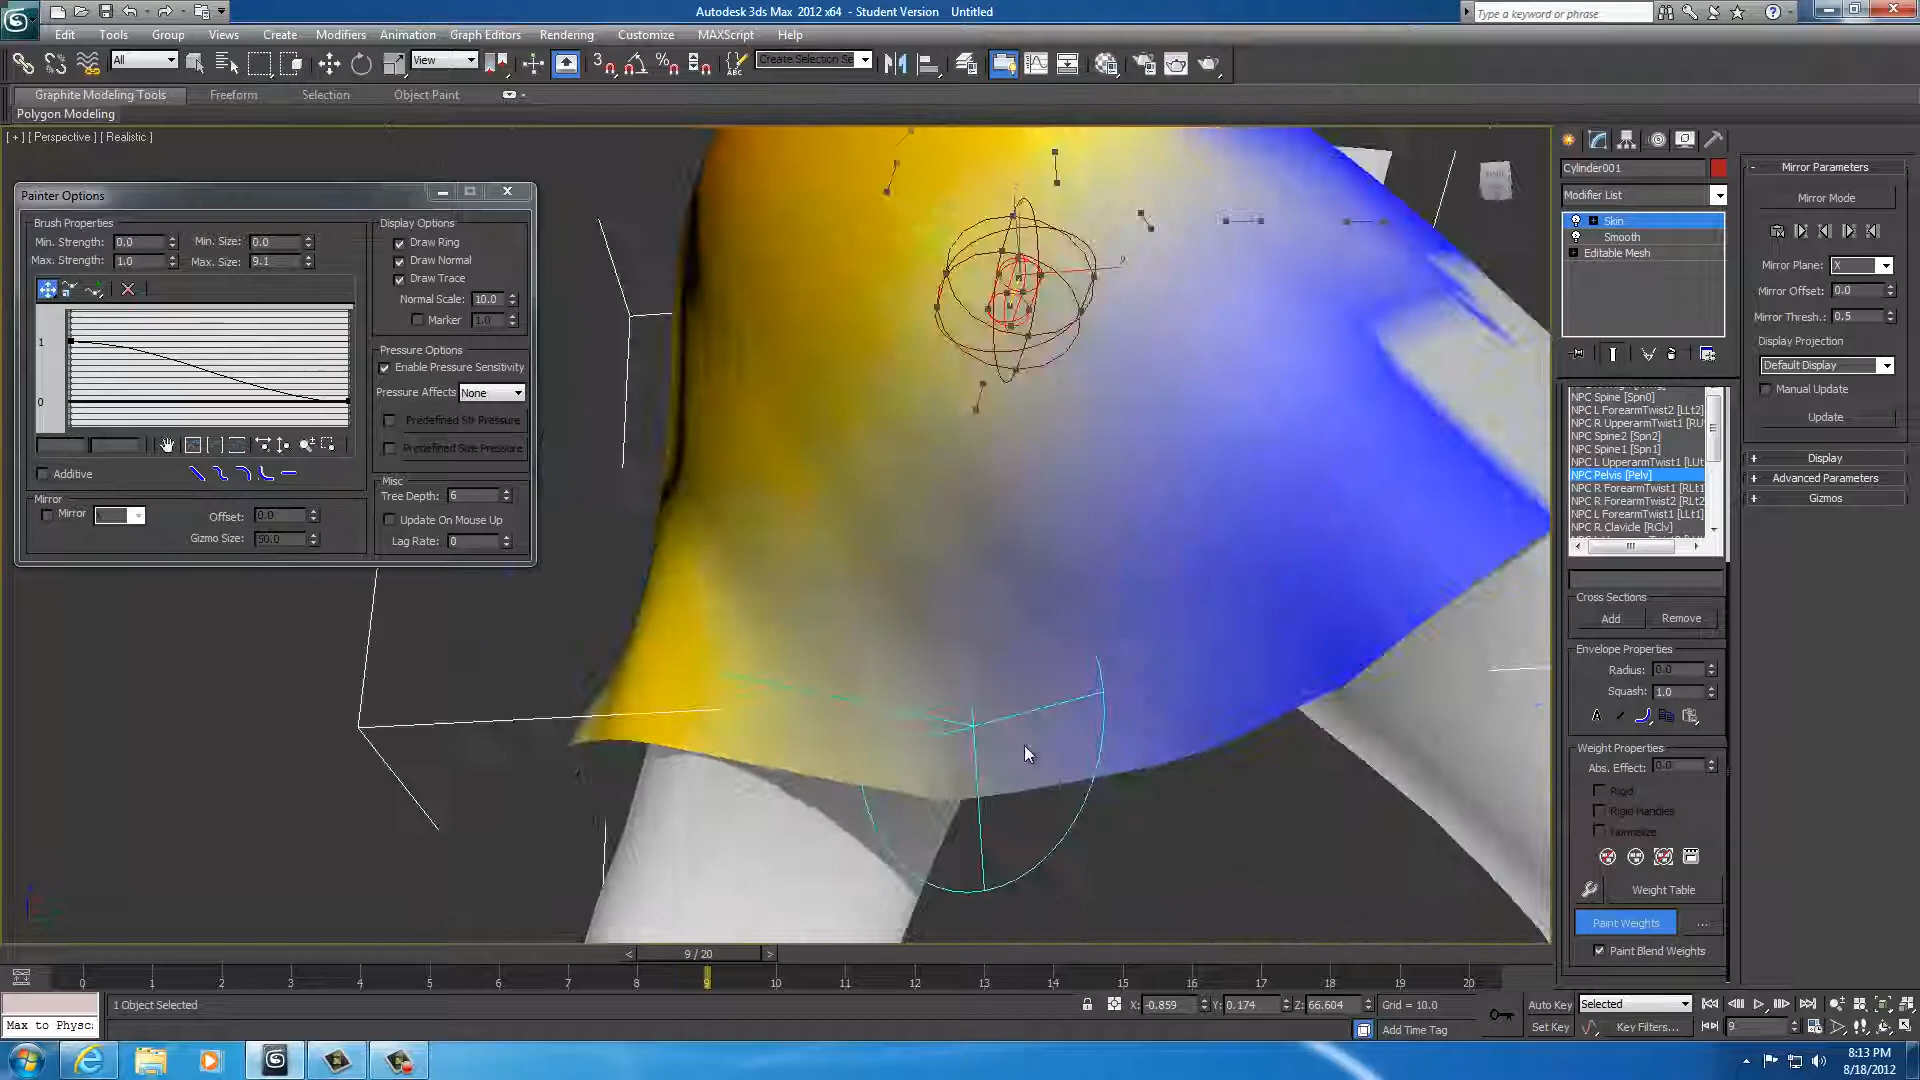 Autodesk 3ds Max 2012 x64 - Student Version Untitled
Type a keyword or phrase
Edit Tools Group Views Create Modifiers Animation Graph Editors Rendering Customize MAXScript Help
All View Create Selection Se
Graphite Modeling Tools Freeform Selection Object Paint
Polygon Modeling
[ + ] [ Perspective ] [ Realistic ]
Painter Options
Brush Properties
Min. Strength: 0.0 Min. Size: 0.0
Max. Strength: 1.0 Max. Size: 9.1
1
0
Additive
Mirror
Mirror Offset: 0.0
Gizmo Size: 50.0
Display Options
Draw Ring
Draw Normal
Draw Trace
Normal Scale: 10.0
Marker 1.0
Pressure Options
Enable Pressure Sensitivity
Pressure Affects None
Predefined Str Pressure
Predefined Size Pressure
Misc
Tree Depth: 6
Update On Mouse Up
Lag Rate: 0
Cylinder001
Modifier List
Skin
Smooth
Editable Mesh
NPC Spine [Spn0]
NPC L ForearmTwist2 [LLt2]
NPC R UpperarmTwist1 [RU
NPC Spine2 [Spn2]
NPC Spine1 [Spn1]
NPC L UpperarmTwist1 [LUt
NPC Pelvis [Pelv]
NPC R ForearmTwist1 [RLt1
NPC R ForearmTwist2 [RLt2
NPC L ForearmTwist1 [LLt1]
NPC R Clavicle [RClv]
Cross Sections
Add Remove
Envelope Properties
Radius: 0.0
Squash: 1.0
Weight Properties
Abs. Effect: 0.0
Rigid
Rigid Handles
Normalize
Weight Table
Paint Weights ...
Paint Blend Weights
Mirror Parameters
Mirror Mode
Mirror Plane: X
Mirror Offset: 0.0
Mirror Thresh.: 0.5
Display Projection
Default Display
Manual Update
Update
Display
Advanced Parameters
Gizmos
< 9 / 20 >
0 1 2 3 4 5 6 7 8 9 10 11 12 13 14 15 16 17 18 19 20
1 Object Selected X: -0.859 Y: 0.174 Z: 66.604 Grid = 10.0 Auto Key Selected
Max to Physc: Add Time Tag Set Key Key Filters... 9
8:13 PM
8/18/2012